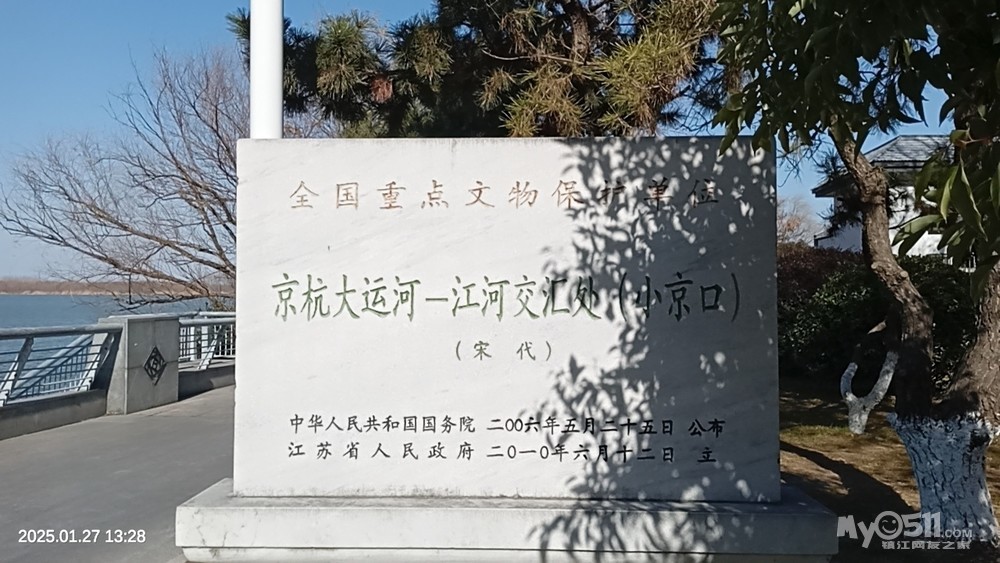 全国重点文物保护单位
京杭大运河—江河交汇处（小京口）
（宋代）
中华人民共和国国务院 二〇〇六年五月二十五日 公布
江苏省人民政府 二〇一〇年六月十二日 立
2025.01.27 13:28
My0511.COM
镇江网友之家